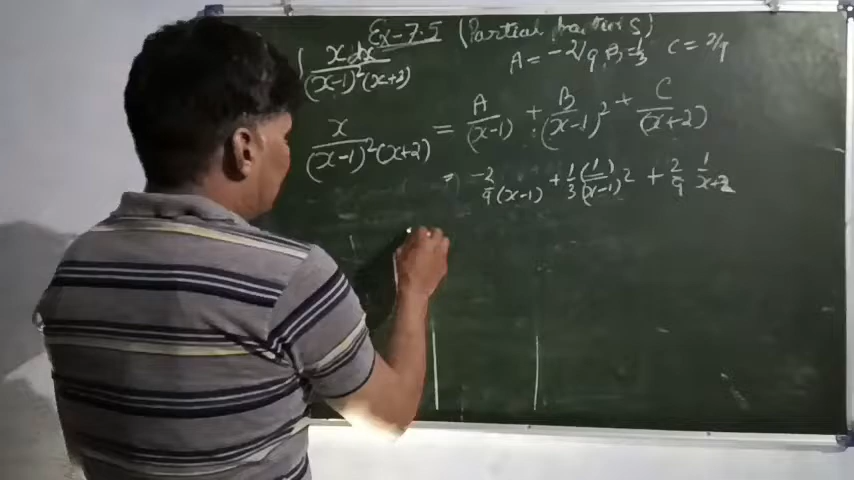 Ex-7.5 (Partial fractions)
∫ x dx / (x-1)²(x+2) A = -2/9, B = 1/3 C = 2/9
x / (x-1)²(x+2) = A / (x-1) + B / (x-1)² + C / (x+2)
= -2 / 9(x-1) + 1/3 (1 / (x-1)²) + 2/9 1 / x+2